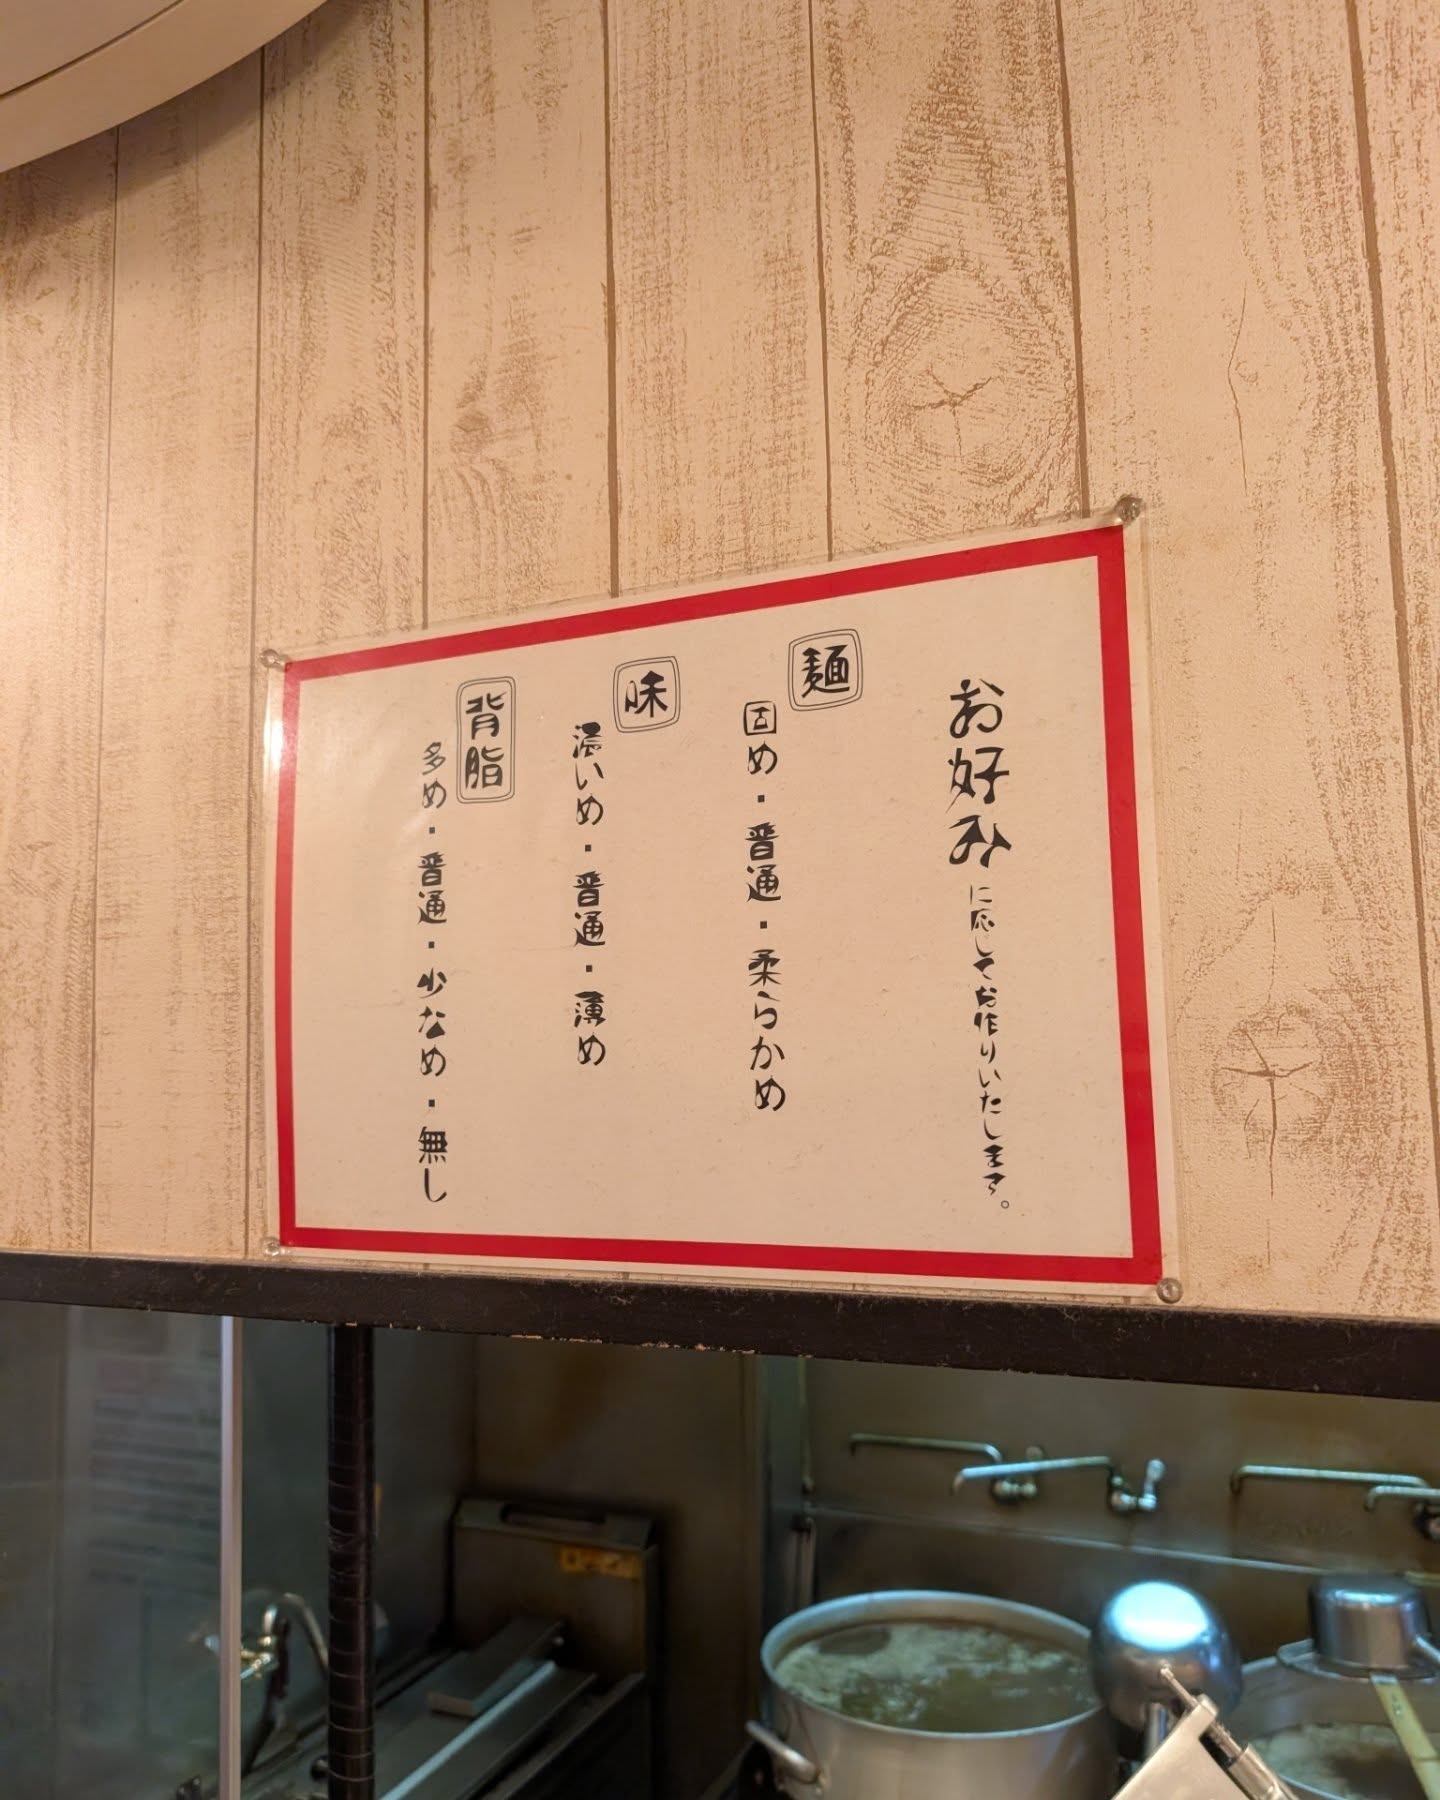 お好みに応じてお作りいたします。
麺
固め・普通・柔らかめ
味
濃いめ・普通・薄め
背脂
多め・普通・少なめ・無し